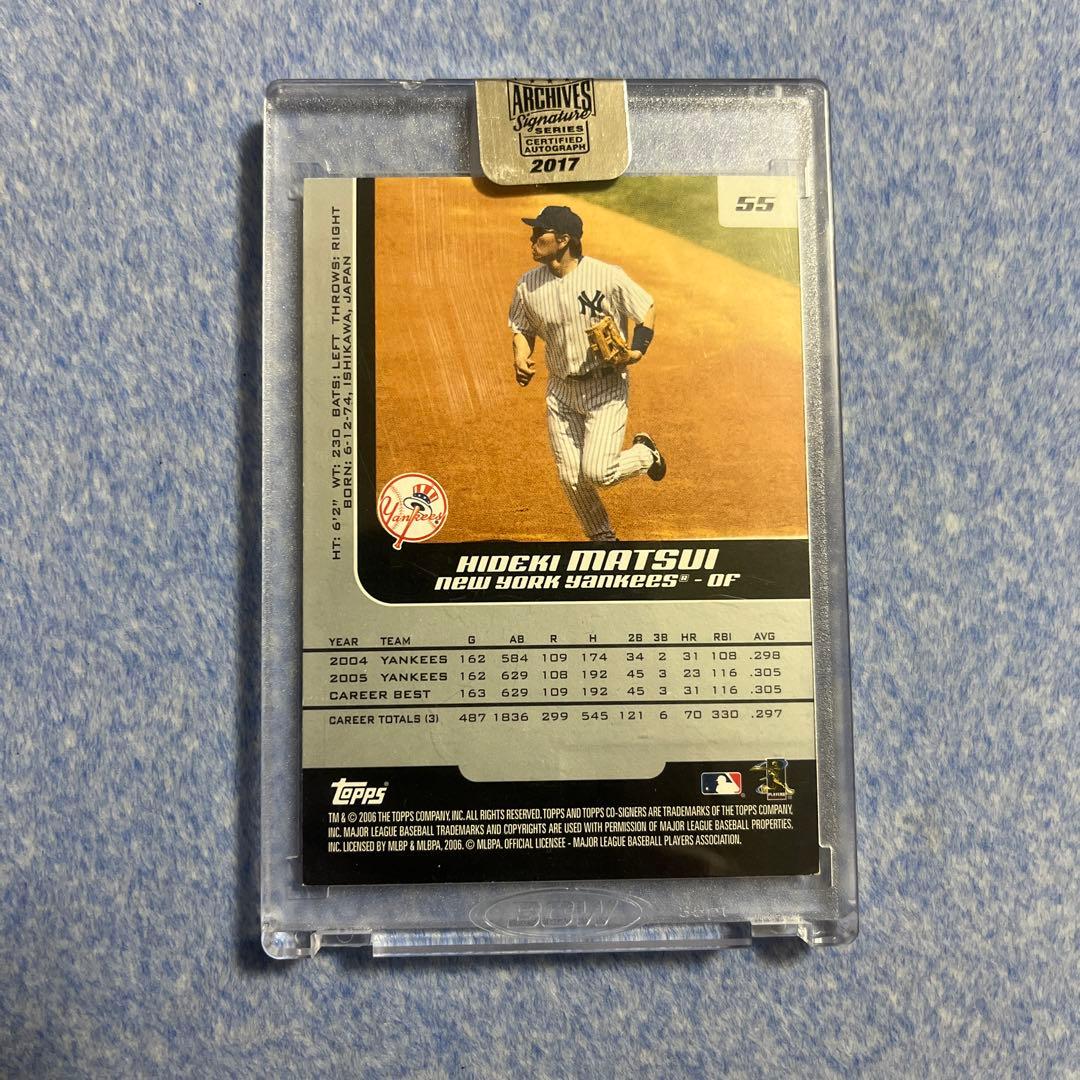 ARCHIVES
Signature
SERIES
CERTIFIED
AUTOGRAPH
2017
55
HT: 6'2" WT: 230 BATS: LEFT THROWS: RIGHT
BORN: 6-12-74, ISHIKAWA, JAPAN
NY
Yankees
HIDEKI MATSUI
NEW YORK YANKEES® - OF
YEAR TEAM G AB R H 2B 3B HR RBI AVG
2004 YANKEES 162 584 109 174 34 2 31 108 .298
2005 YANKEES 162 629 108 192 45 3 23 116 .305
CAREER BEST 163 629 109 192 45 3 31 116 .305
CAREER TOTALS (3) 487 1836 299 545 121 6 70 330 .297
Topps®
PLAYERS
TM & © 2006 THE TOPPS COMPANY, INC. ALL RIGHTS RESERVED. TOPPS AND TOPPS CO-SIGNERS ARE TRADEMARKS OF THE TOPPS COMPANY,
INC. MAJOR LEAGUE BASEBALL TRADEMARKS AND COPYRIGHTS ARE USED WITH PERMISSION OF MAJOR LEAGUE BASEBALL PROPERTIES,
INC. LICENSED BY MLBP & MLBPA, 2006. © MLBPA. OFFICIAL LICENSEE - MAJOR LEAGUE BASEBALL PLAYERS ASSOCIATION.
BCW